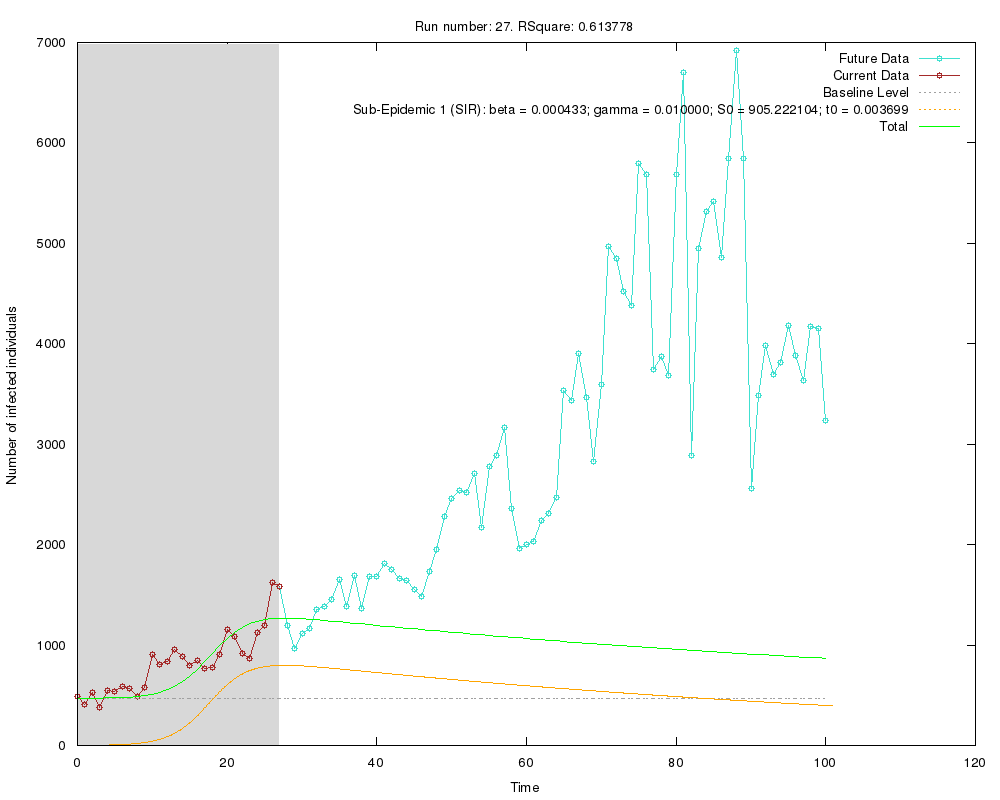 Run number: 27. RSquare: 0.613778
7000
6000
5000
4000
3000
2000
1000
0
Number of infected individuals
Future Data
Current Data
Baseline Level
Sub-Epidemic 1 (SIR): beta = 0.000433; gamma = 0.010000; S0 = 905.222104; t0 = 0.003699
Total
0 20 40 60 80 100 120
Time